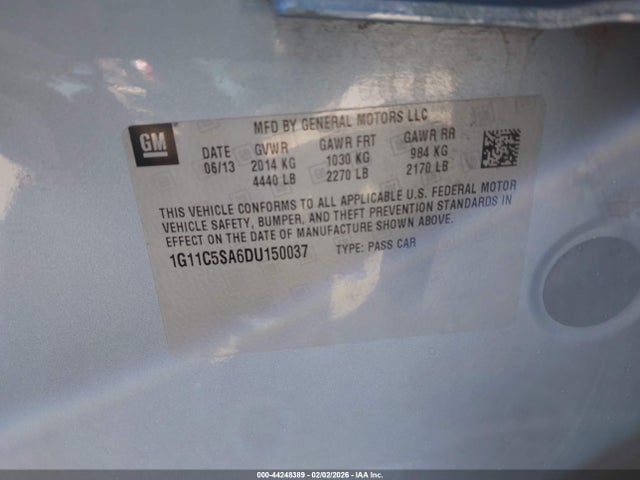 GM
MFD BY GENERAL MOTORS LLC
DATE GVWR GAWR FRT GAWR RR
06/13 2014 KG 1030 KG 984 KG
4440 LB 2270 LB 2170 LB
THIS VEHICLE CONFORMS TO ALL APPLICABLE U.S. FEDERAL MOTOR
VEHICLE SAFETY, BUMPER, AND THEFT PREVENTION STANDARDS IN
EFFECT ON THE DATE OF MANUFACTURE SHOWN ABOVE.
1G11C5SA6DU150037 TYPE: PASS CAR
000-44248389 - 02/02/2026 - IAA Inc.